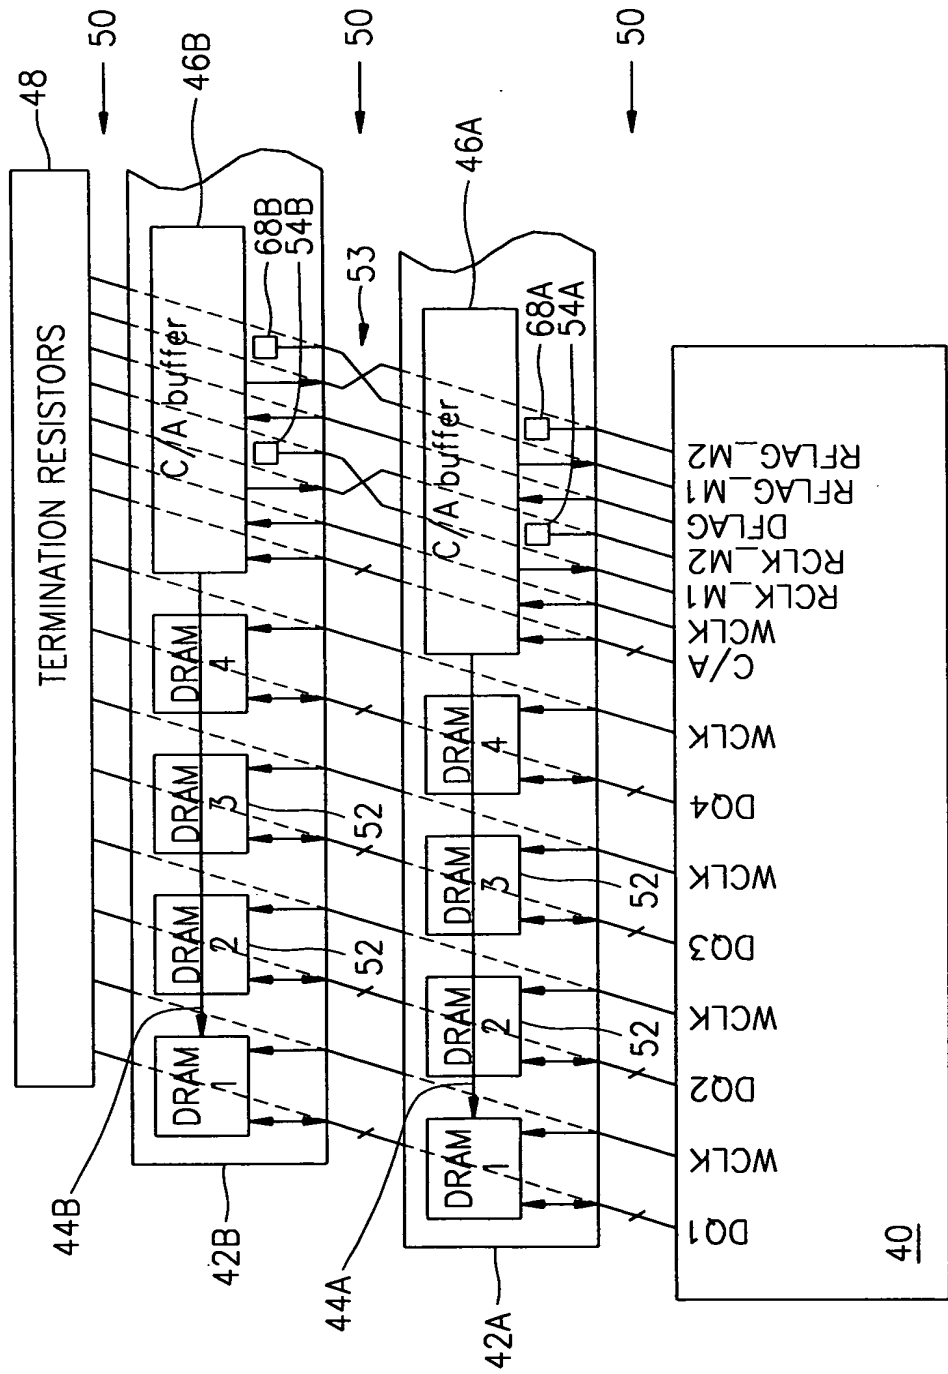 TERMINATION RESISTORS
48
50
50
50
46B
C/A buffer
68B
54B
53
DRAM
4
DRAM
3
DRAM
2
DRAM
1
52
52
44B
42B
46A
C/A buffer
68A
54A
DRAM
4
DRAM
3
DRAM
2
DRAM
1
52
52
44A
42A
RFLAG_M2
RFLAG_M1
DFLAG
RCLK_M2
RCLK_M1
WCLK
C/A
WCLK
DQ4
WCLK
DQ3
WCLK
DQ2
WCLK
DQ1
40